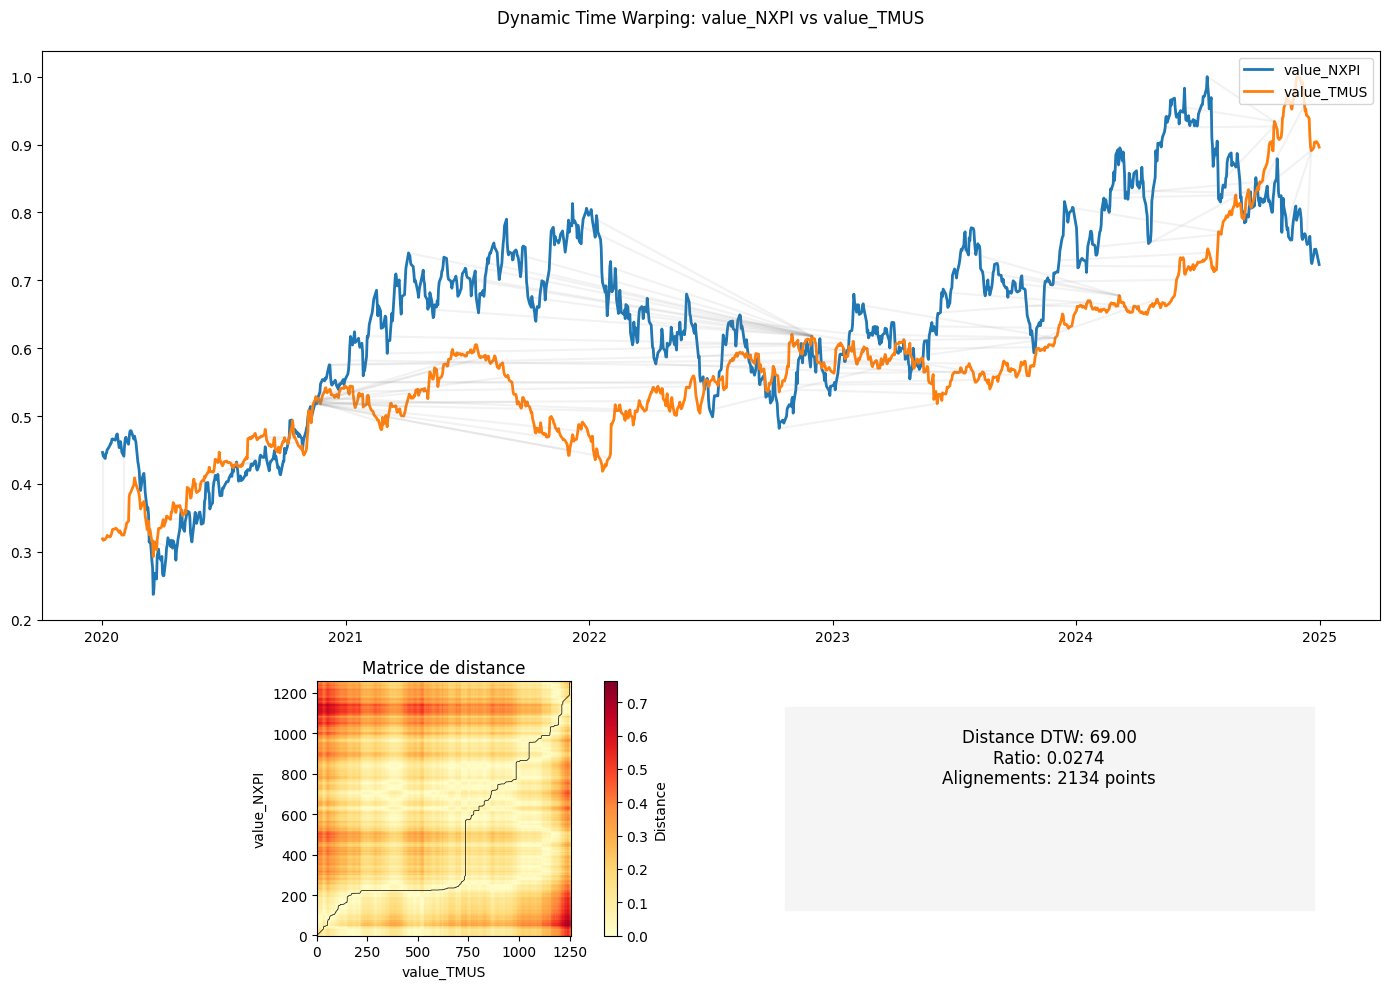 Dynamic Time Warping: value_NXPI vs value_TMUS
value_NXPI
value_TMUS
1.0
0.9
0.8
0.7
0.6
0.5
0.4
0.3
0.2
2020 2021 2022 2023 2024 2025
Matrice de distance
value_NXPI
1200
1000
800
600
400
200
0
0 250 500 750 1000 1250
value_TMUS
0.7
0.6
0.5
0.4
0.3
0.2
0.1
0.0
Distance
Distance DTW: 69.00
Ratio: 0.0274
Alignements: 2134 points